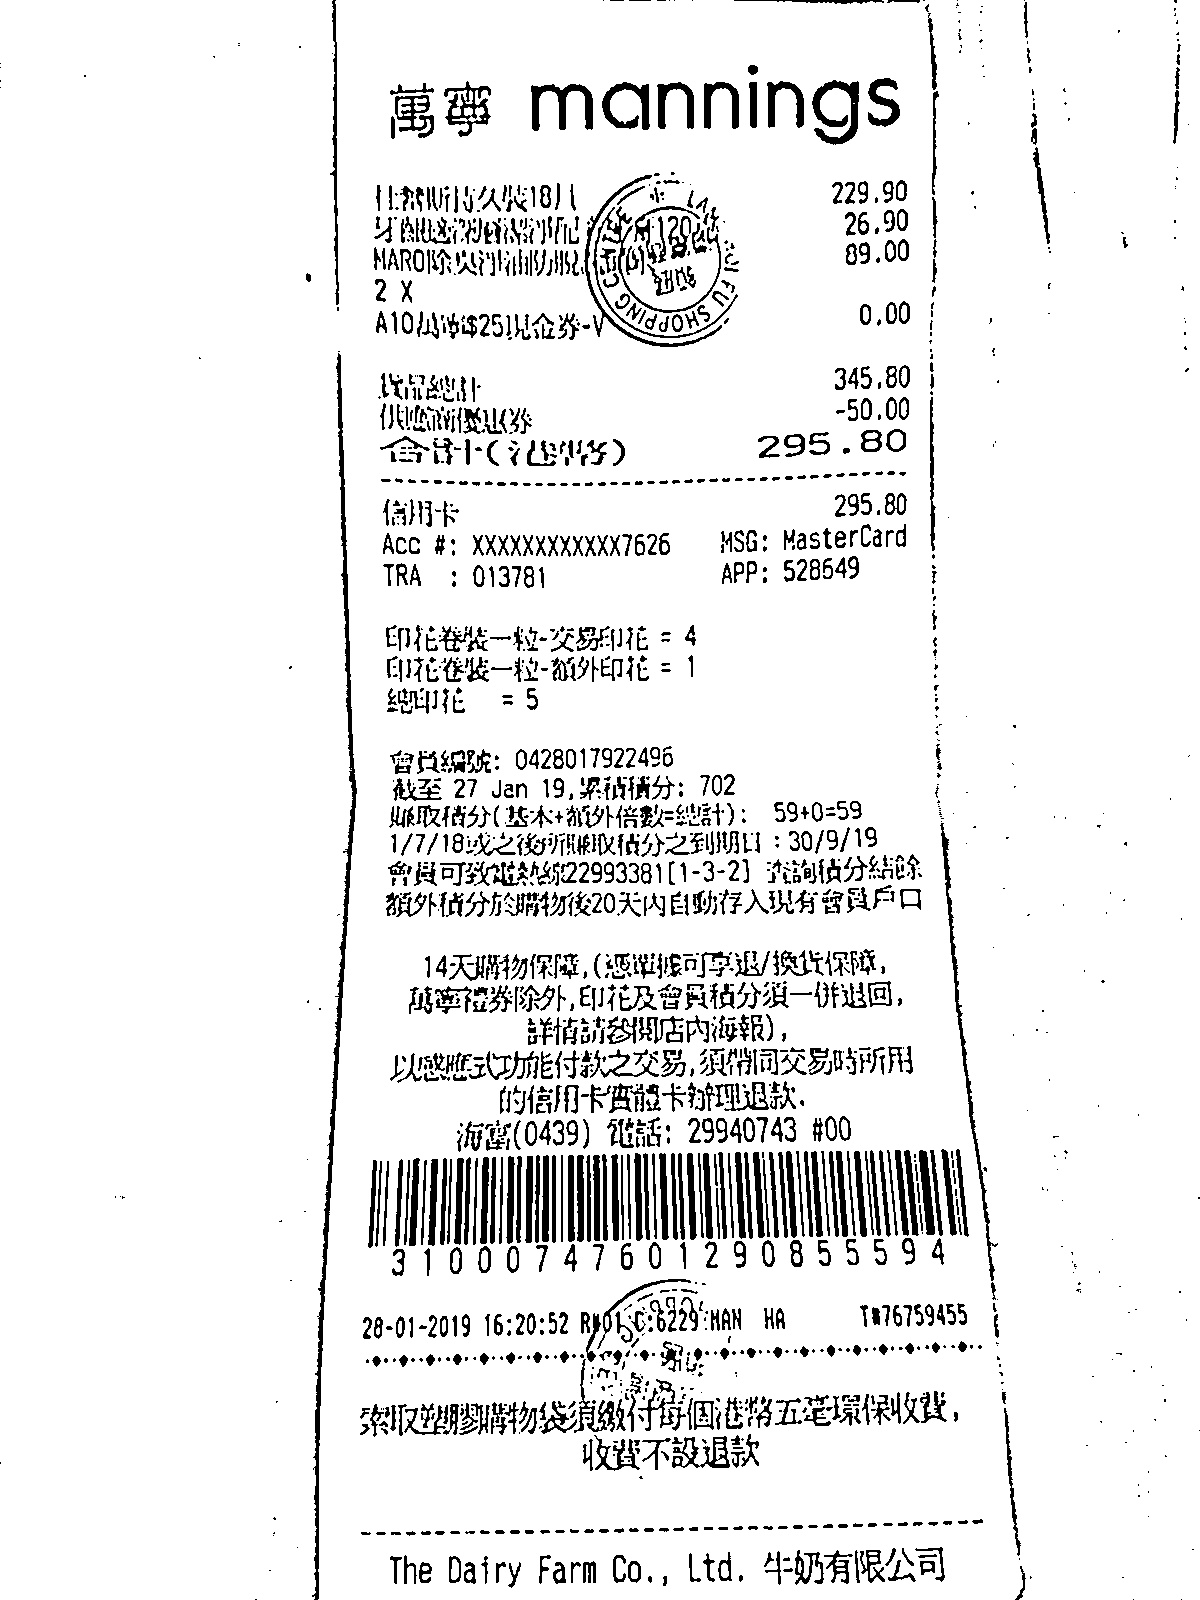 萬寧 mannings
杜蕾斯持久裝18片 229.90
26.90
MARO 89.00
2 X
A10萬寧$25現金券-V 0.00
貨品總計 345.80
供應商優惠券 -50.00
合計(港幣) 295.80
信用卡 295.80
Acc #: XXXXXXXXXXXX7626 MSG: MasterCard
TRA : 013781 APP: 528649
印花卷裝一粒-交易印花 = 4
印花卷裝一粒-額外印花 = 1
總印花 = 5
會員編號: 0428017922496
截至 27 Jan 19,累積積分: 702
賺取積分(基本+額外倍數=總計): 59+0=59
1/7/18或之後所賺取積分之到期日:30/9/19
會員可致電熱線22993381[1-3-2] 查詢積分結餘
額外積分於購物後20天內自動存入現有會員戶口
14天購物保障,(憑單據可享退/換貨保障,
萬寧禮券除外,印花及會員積分須一併退回,
詳情請參閱店內海報),
以感應式功能付款之交易,須帶同交易時所用
的信用卡實體卡辦理退款.
海富(0439) 電話: 29940743 #00
3100074760129085594
28-01-2019 16:20:52 R#01 C:6229 MAN HA T#76759455
索取塑膠購物袋須繳付每個港幣五毫環保收費,
收費不設退款
The Dairy Farm Co., Ltd. 牛奶有限公司